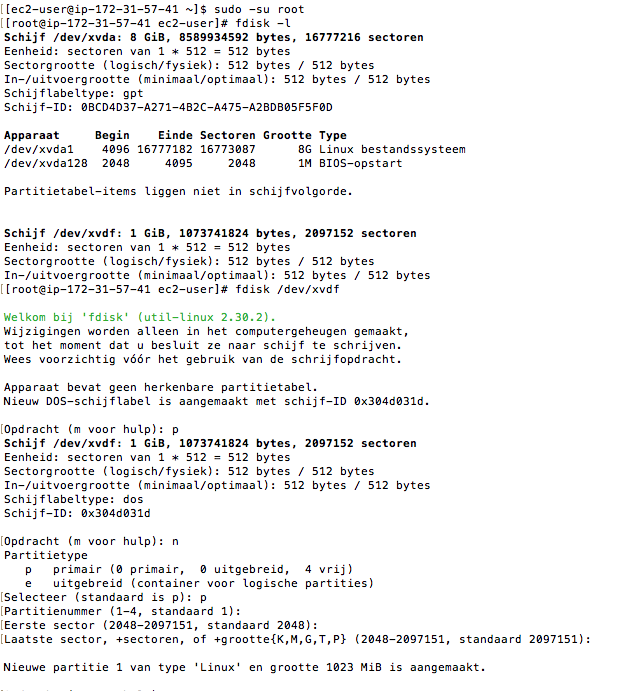 [[ec2-user@ip-172-31-57-41 ~]$ sudo -su root
[[root@ip-172-31-57-41 ec2-user]# fdisk -l
Schijf /dev/xvda: 8 GiB, 8589934592 bytes, 16777216 sectoren
Eenheid: sectoren van 1 * 512 = 512 bytes
Sectorgrootte (logisch/fysiek): 512 bytes / 512 bytes
In-/uitvoergrootte (minimaal/optimaal): 512 bytes / 512 bytes
Schijflabeltype: gpt
Schijf-ID: 0BCD4D37-A271-4B2C-A475-A2BDB05F5F0D
Apparaat     Begin    Einde Sectoren Grootte Type
/dev/xvda1    4096 16777182 16773087      8G Linux bestandssysteem
/dev/xvda128  2048     4095     2048      1M BIOS-opstart
Partitietabel-items liggen niet in schijfvolgorde.
Schijf /dev/xvdf: 1 GiB, 1073741824 bytes, 2097152 sectoren
Eenheid: sectoren van 1 * 512 = 512 bytes
Sectorgrootte (logisch/fysiek): 512 bytes / 512 bytes
In-/uitvoergrootte (minimaal/optimaal): 512 bytes / 512 bytes
[[root@ip-172-31-57-41 ec2-user]# fdisk /dev/xvdf
Welkom bij 'fdisk' (util-linux 2.30.2).
Wijzigingen worden alleen in het computergeheugen gemaakt,
tot het moment dat u besluit ze naar schijf te schrijven.
Wees voorzichtig vóór het gebruik van de schrijfopdracht.
Apparaat bevat geen herkenbare partitietabel.
Nieuw DOS-schijflabel is aangemaakt met schijf-ID 0x304d031d.
[Opdracht (m voor hulp): p
Schijf /dev/xvdf: 1 GiB, 1073741824 bytes, 2097152 sectoren
Eenheid: sectoren van 1 * 512 = 512 bytes
Sectorgrootte (logisch/fysiek): 512 bytes / 512 bytes
In-/uitvoergrootte (minimaal/optimaal): 512 bytes / 512 bytes
Schijflabeltype: dos
Schijf-ID: 0x304d031d
[Opdracht (m voor hulp): n
Partitietype
   p   primair (0 primair,  0 uitgebreid,  4 vrij)
   e   uitgebreid (container voor logische partities)
[Selecteer (standaard is p): p
[Partitienummer (1-4, standaard 1):
[Eerste sector (2048-2097151, standaard 2048):
[Laatste sector, +sectoren, of +grootte{K,M,G,T,P} (2048-2097151, standaard 2097151):
Nieuwe partitie 1 van type 'Linux' en grootte 1023 MiB is aangemaakt.